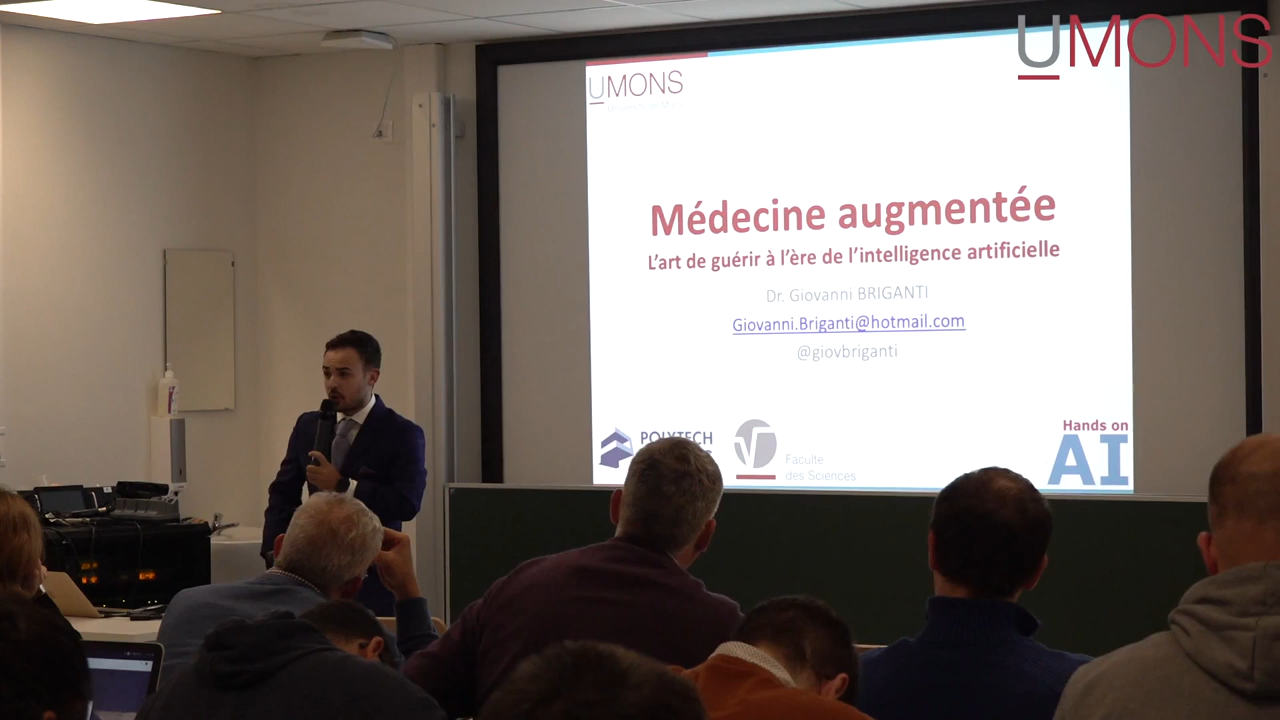 UMONS
UMONS
Médecine augmentée
L'art de guérir à l'ère de l'intelligence artificielle
Dr. Giovanni BRIGANTI
Giovanni.Briganti@hotmail.com
@giovbriganti
POLYTECH
Faculté
des Sciences
Hands on
AI